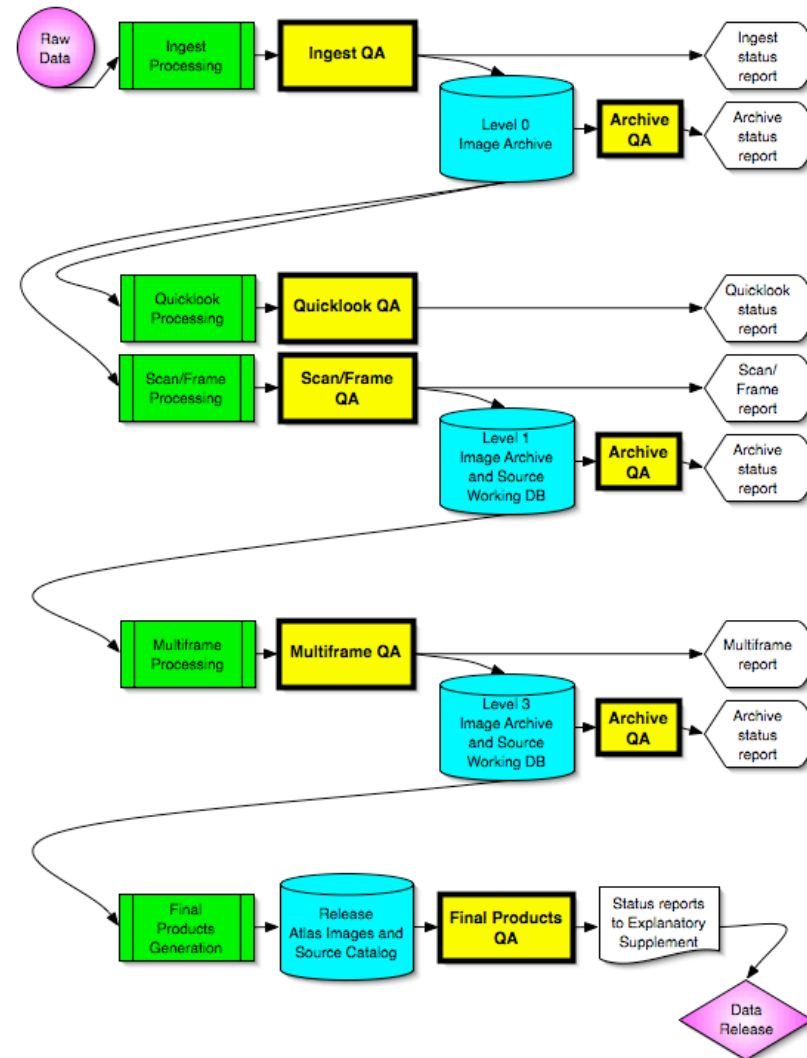 Raw
Data
Ingest
Processing
Ingest QA
Ingest
status
report
Level 0
Image Archive
Archive
QA
Archive
status
report
Quicklook
Processing
Quicklook QA
Quicklook
status
report
Scan/Frame
Processing
Scan/Frame
QA
Scan/
Frame
report
Level 1
Image Archive
and Source
Working DB
Archive
QA
Archive
status
report
Multiframe
Processing
Multiframe QA
Multiframe
report
Level 3
Image Archive
and Source
Working DB
Archive
QA
Archive
status
report
Final
Products
Generation
Release
Atlas Images and
Source Catalog
Final Products
QA
Status reports
to Explanatory
Supplement
Data
Release